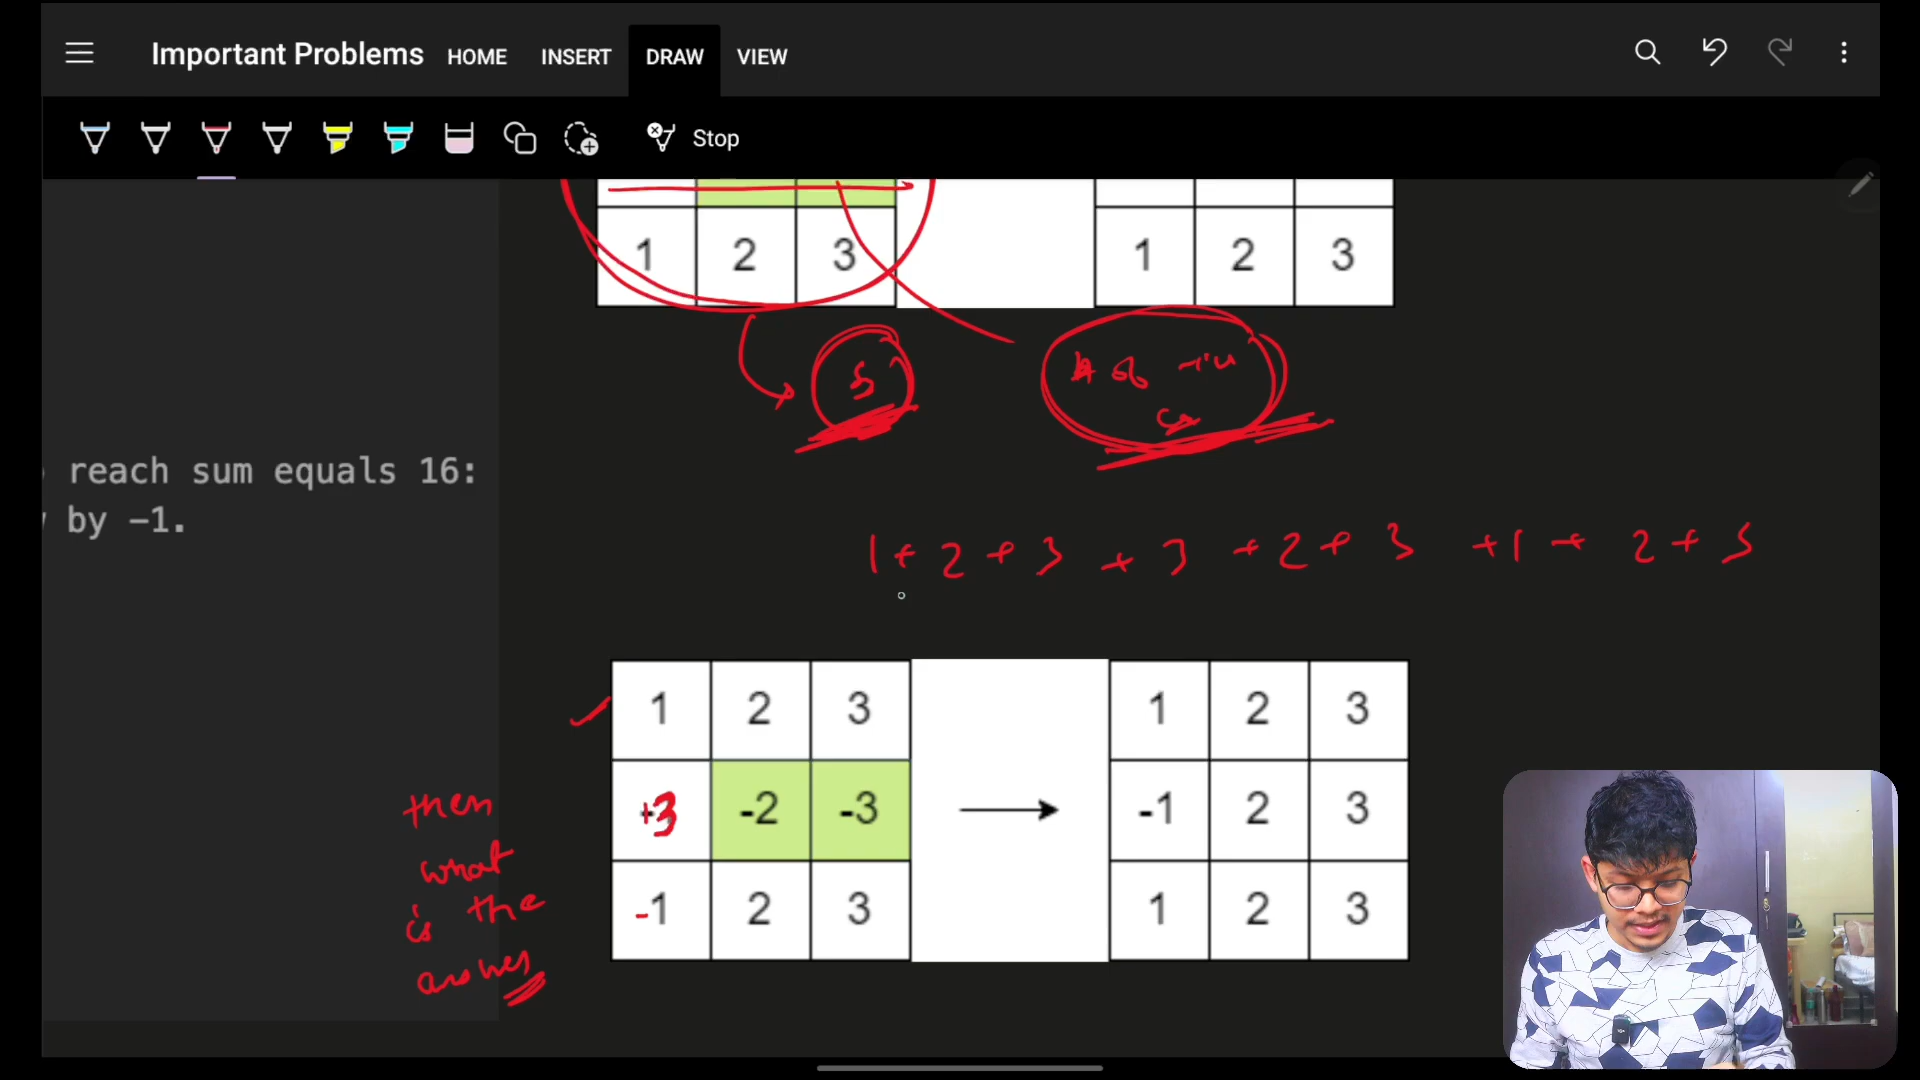 Important Problems HOME INSERT DRAW VIEW
Stop
1 2 3 1 2 3
S
# of -ive
reach sum equals 16:
by -1.
1 + 2 + 3 + 3 + 2 + 3 + 1 + 2 + 3
1 2 3 1 2 3
+3 -2 -3 -1 2 3
-1 2 3 1 2 3
then
what
is the
answer